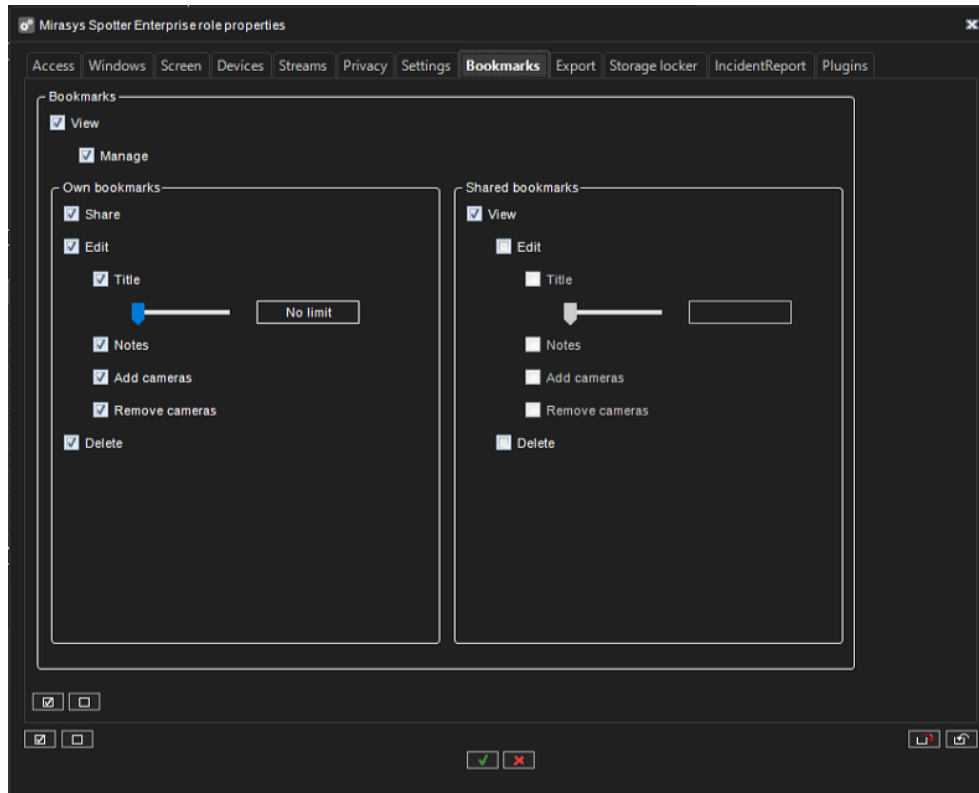 Mirasys Spotter Enterprise role properties
Access Windows Screen Devices Streams Privacy Settings Bookmarks Export Storage locker IncidentReport Plugins
Bookmarks
View
Manage
Own bookmarks
Share
Edit
Title
No limit
Notes
Add cameras
Remove cameras
Delete
Shared bookmarks
View
Edit
Title
Notes
Add cameras
Remove cameras
Delete